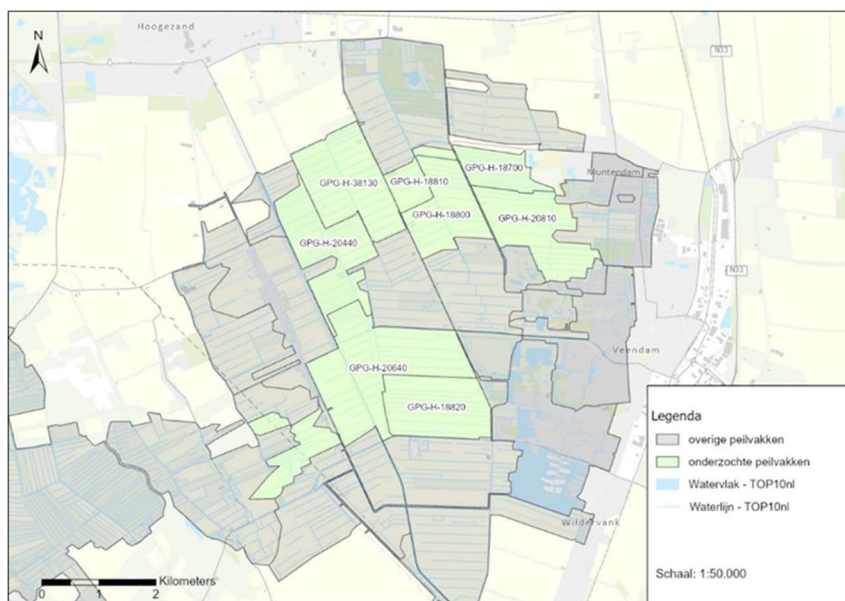 Hoogezand
N
N33
GPG-H-38130
GPG-H-18810
GPG-H-18700
Muntendam
GPG-H-18800
GPG-H-20810
GPG-H-20440
N33
Veendam
GPG-H-20640
GPG-H-18820
Wildervank
Legenda
overige peilvakken
onderzochte peilvakken
Watervlak - TOP10nl
Waterlijn - TOP10nl
Schaal: 1:50.000
Kilometers
0 1 2